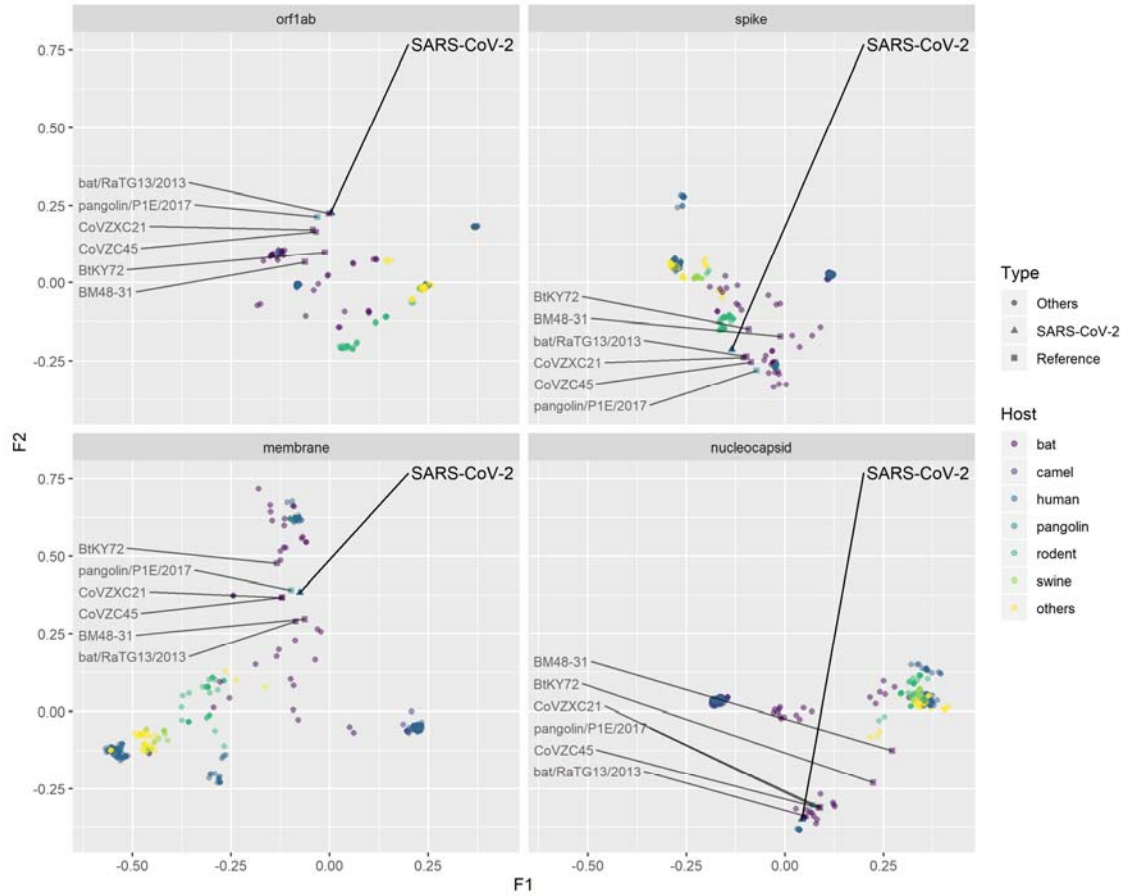 orf1ab
spike
0.75
0.50
0.25
0.00
-0.25
SARS-CoV-2
bat/RaTG13/2013
pangolin/P1E/2017
CoVZXC21
CoVZC45
BtKY72
BM48-31
SARS-CoV-2
BtKY72
BM48-31
bat/RaTG13/2013
CoVZXC21
CoVZC45
pangolin/P1E/2017
F2
membrane
nucleocapsid
0.75
0.50
0.25
0.00
-0.25
SARS-CoV-2
BtKY72
pangolin/P1E/2017
CoVZXC21
CoVZC45
BM48-31
bat/RaTG13/2013
SARS-CoV-2
BM48-31
BtKY72
CoVZXC21
pangolin/P1E/2017
CoVZC45
bat/RaTG13/2013
-0.50
-0.25
0.00
0.25
-0.50
-0.25
0.00
0.25
F1
Type
Others
SARS-CoV-2
Reference
Host
bat
camel
human
pangolin
rodent
swine
others